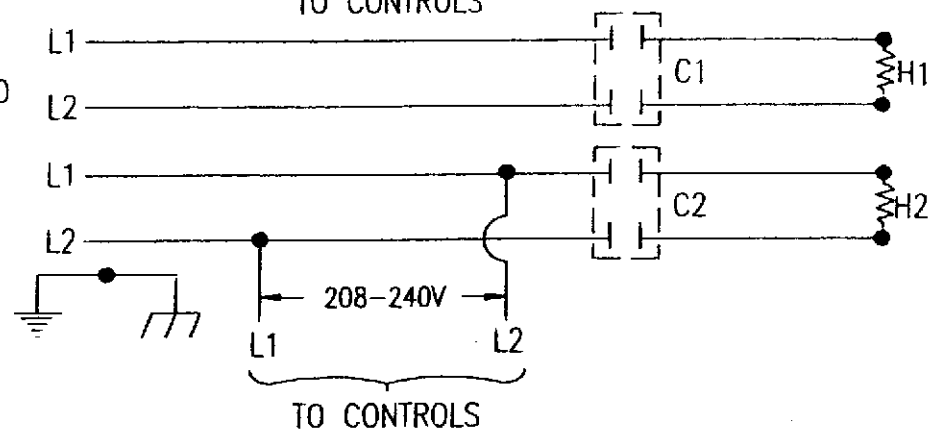 TO CONTROLS
L1
C1
H1
L2
L1
C2
H2
L2
208-240V
L1 L2
TO CONTROLS